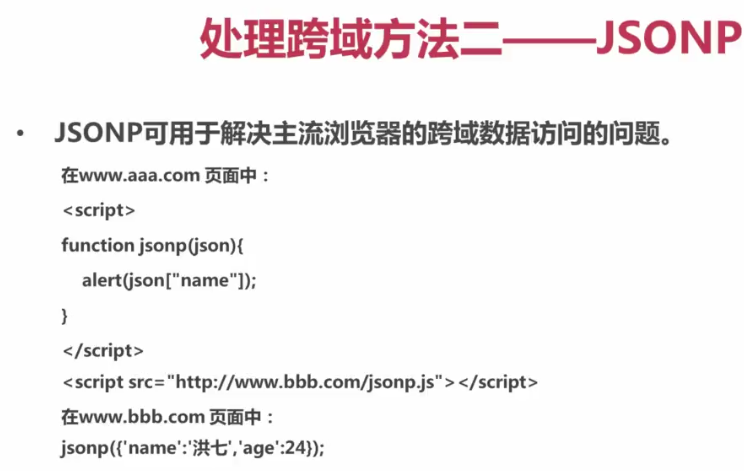 处理跨域方法二——JSONP
• JSONP可用于解决主流浏览器的跨域数据访问的问题。
在www.aaa.com 页面中：
<script>
function jsonp(json){
alert(json["name"]);
}
</script>
<script src="http://www.bbb.com/jsonp.js"></script>
在www.bbb.com 页面中：
jsonp({'name':'洪七','age':24});